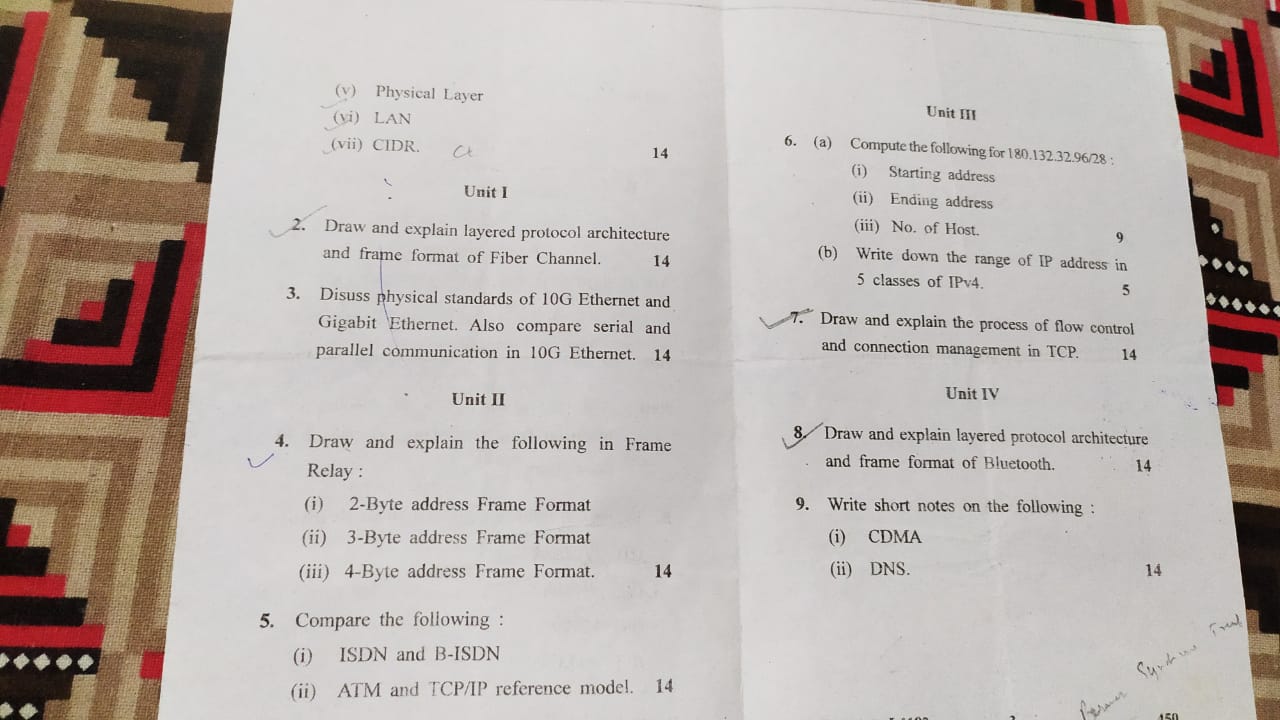 (v) Physical Layer
(vi) LAN
(vii) CIDR. 14
Unit I
2. Draw and explain layered protocol architecture
and frame format of Fiber Channel. 14
3. Disuss physical standards of 10G Ethernet and
Gigabit Ethernet. Also compare serial and
parallel communication in 10G Ethernet. 14
Unit II
4. Draw and explain the following in Frame
Relay :
(i) 2-Byte address Frame Format
(ii) 3-Byte address Frame Format
(iii) 4-Byte address Frame Format. 14
5. Compare the following :
(i) ISDN and B-ISDN
(ii) ATM and TCP/IP reference model. 14
Unit III
6. (a) Compute the following for 180.132.32.96/28 :
(i) Starting address
(ii) Ending address
(iii) No. of Host. 9
(b) Write down the range of IP address in
5 classes of IPv4. 5
7. Draw and explain the process of flow control
and connection management in TCP. 14
Unit IV
8. Draw and explain layered protocol architecture
and frame format of Bluetooth. 14
9. Write short notes on the following :
(i) CDMA
(ii) DNS. 14